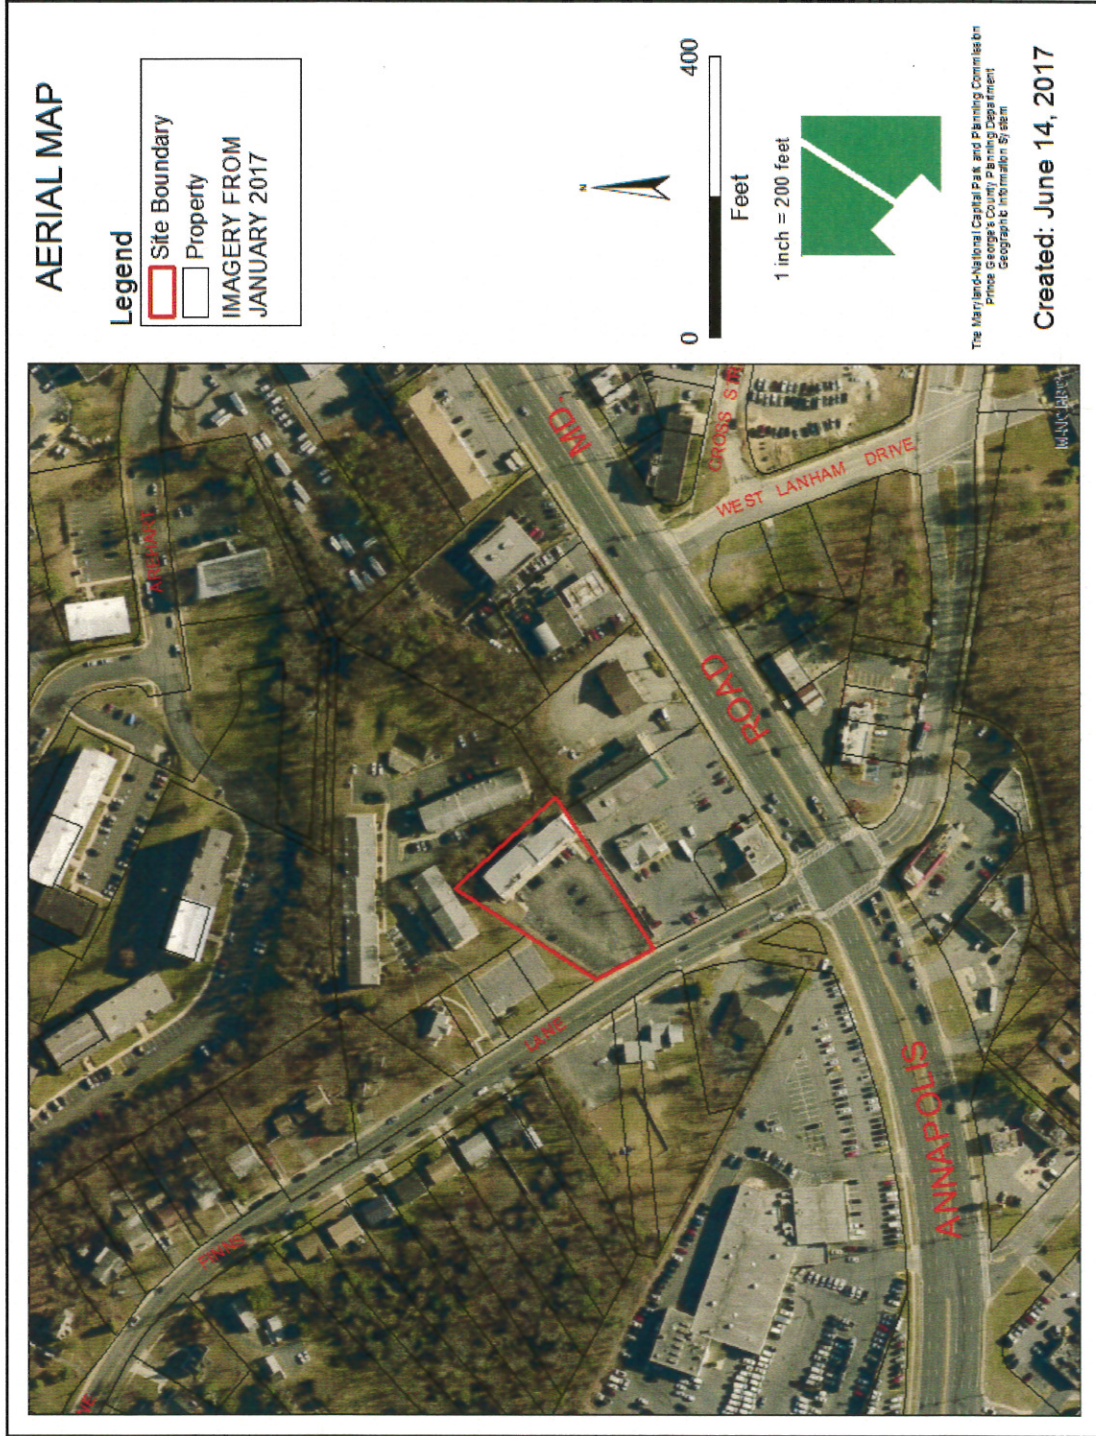 AERIAL MAP
Legend
Site Boundary
Property
IMAGERY FROM
JANUARY 2017
N
0
400
Feet
1 inch = 200 feet
The Maryland-National Capital Park and Planning Commission
Prince George's County Planning Department
Geographic Information System
Created: June 14, 2017
FINNS
LANE
MD.
ROAD
ANNAPOLIS
WEST LANHAM DRIVE
CROSS STR